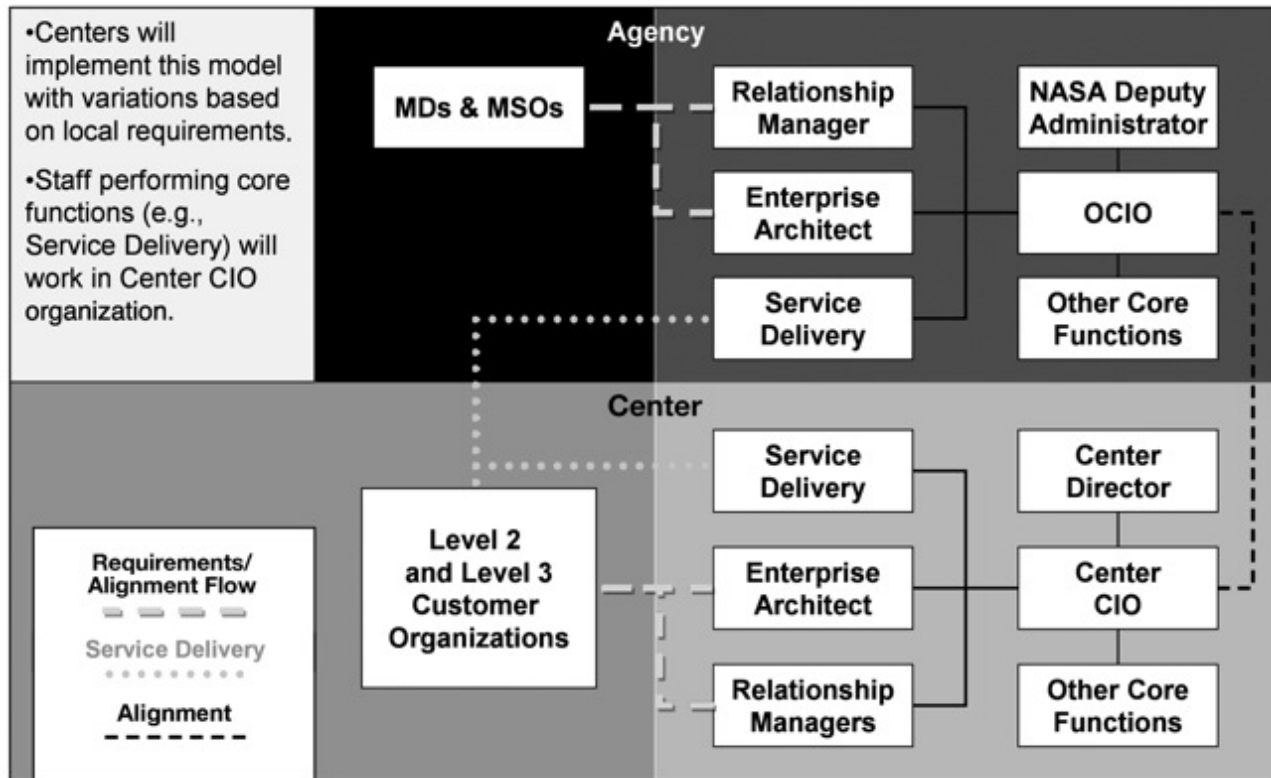 •Centers will
implement this model
with variations based
on local requirements.
•Staff performing core
functions (e.g.,
Service Delivery) will
work in Center CIO
organization.
Agency
MDs & MSOs
Relationship
Manager
NASA Deputy
Administrator
Enterprise
Architect
OCIO
Service
Delivery
Other Core
Functions
Center
Service
Delivery
Center
Director
Level 2
and Level 3
Customer
Organizations
Enterprise
Architect
Center
CIO
Relationship
Managers
Other Core
Functions
Requirements/
Alignment Flow
Service Delivery
Alignment